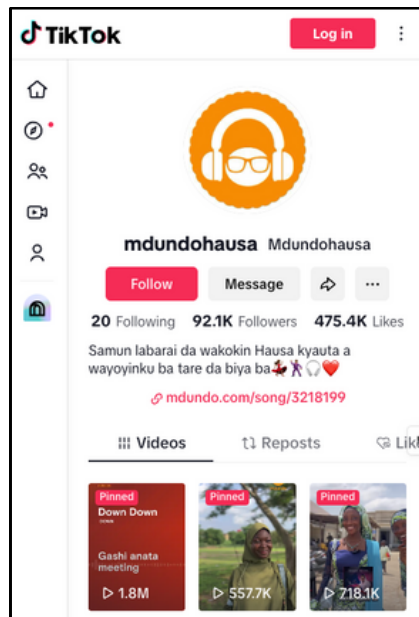 TikTok
Log in
mdundohausa Mdundohausa
Follow
Message
20 Following 92.1K Followers 475.4K Likes
Samun labarai da wakokin Hausa kyauta a
wayoyinku ba tare da biya ba💃🕺🎧❤️
mdundo.com/song/3218199
Videos
Reposts
Lik
Pinned
Down Down
DOWN
Gashi anata
meeting
1.8M
Pinned
557.7K
Pinned
718.1K